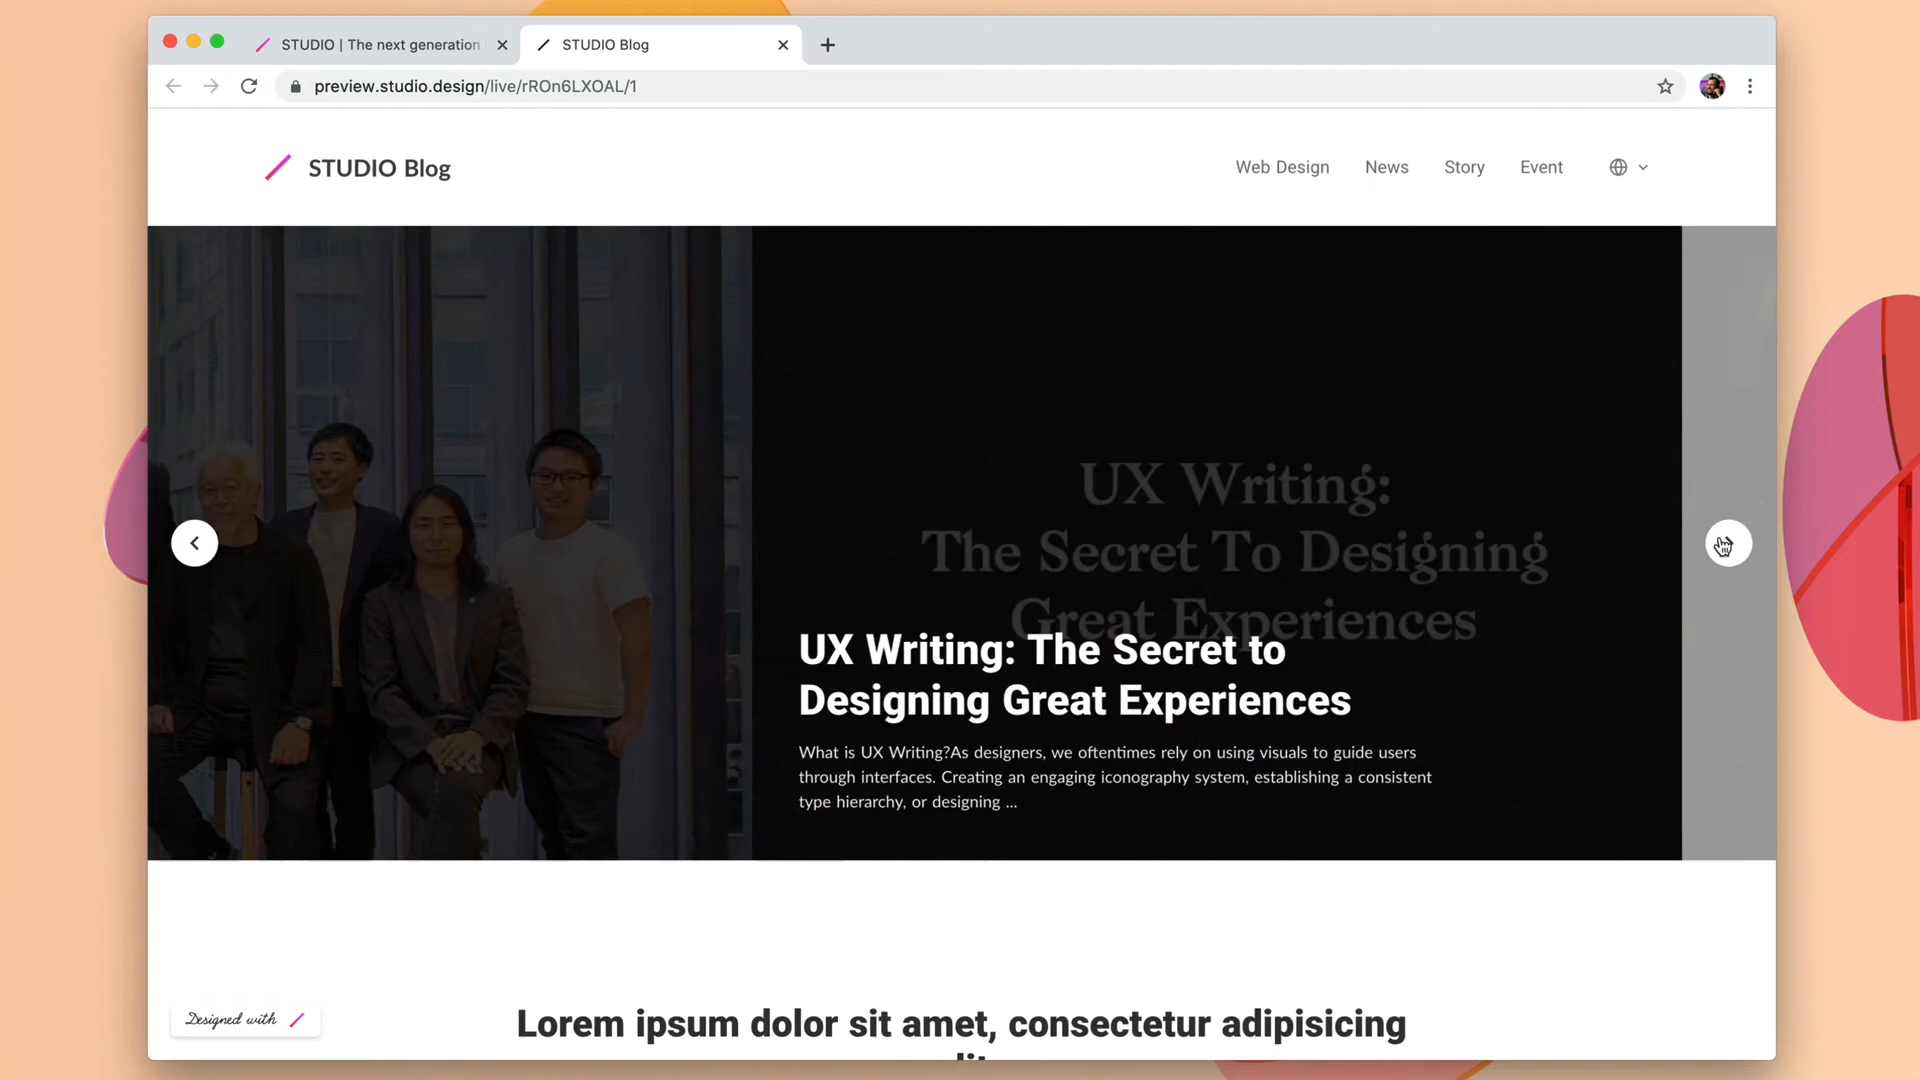 STUDIO | The next generation
STUDIO Blog
preview.studio.design/live/rROn6LXOAL/1
STUDIO Blog
Web Design
News
Story
Event
UX Writing:
The Secret To Designing
Great Experiences
UX Writing: The Secret to
Designing Great Experiences
What is UX Writing?As designers, we oftentimes rely on using visuals to guide users
through interfaces. Creating an engaging iconography system, establishing a consistent
type hierarchy, or designing ...
Designed with
Lorem ipsum dolor sit amet, consectetur adipisicing